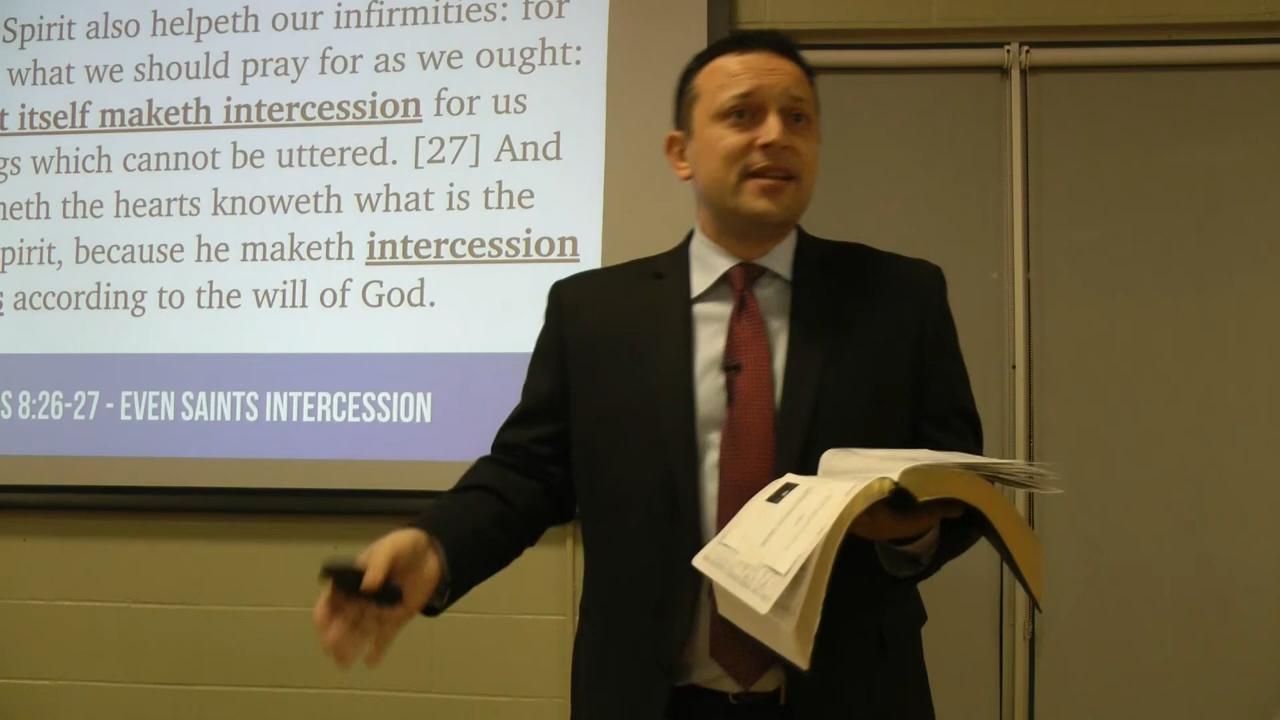 Spirit also helpeth our infirmities: for
what we should pray for as we ought:
t itself maketh intercession for us
gs which cannot be uttered. [27] And
heth the hearts knoweth what is the
pirit, because he maketh intercession
s according to the will of God.
S 8:26-27 - EVEN SAINTS INTERCESSION